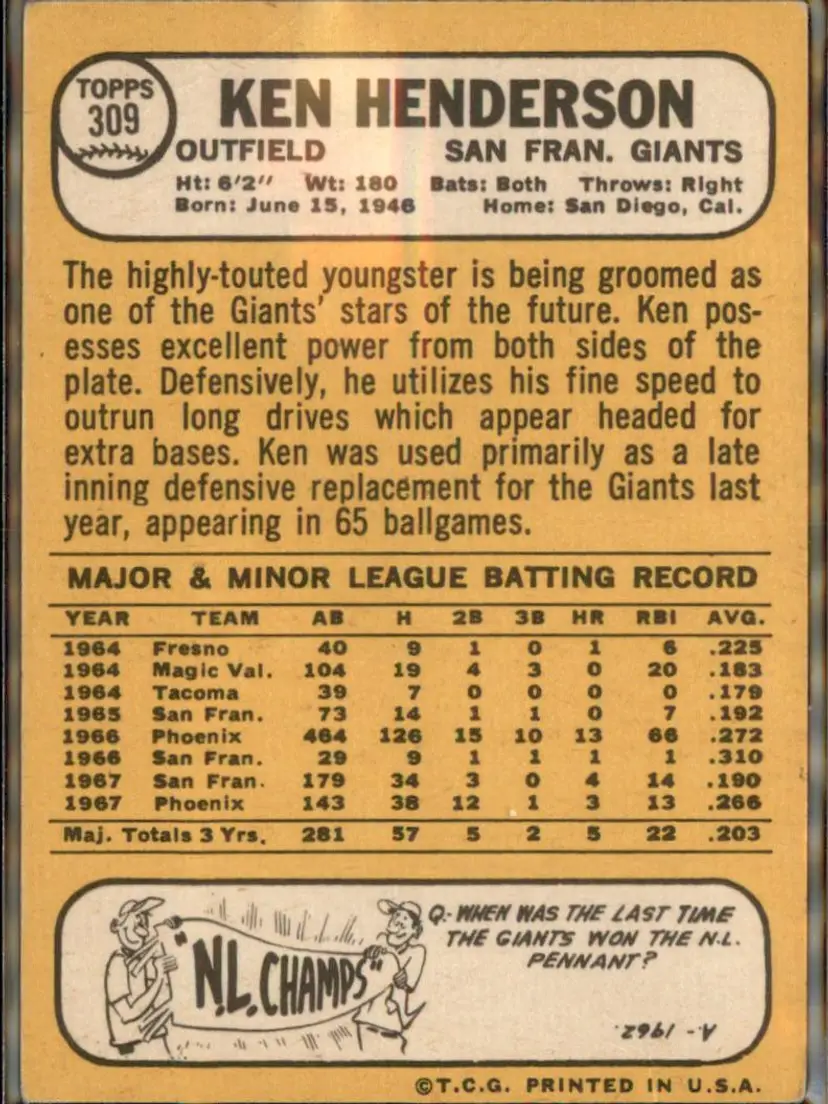 TOPPS
309
KEN HENDERSON
OUTFIELD SAN FRAN. GIANTS
Ht: 6'2" Wt: 180 Bats: Both Throws: Right
Born: June 15, 1946 Home: San Diego, Cal.
The highly-touted youngster is being groomed as
one of the Giants' stars of the future. Ken pos-
esses excellent power from both sides of the
plate. Defensively, he utilizes his fine speed to
outrun long drives which appear headed for
extra bases. Ken was used primarily as a late
inning defensive replacement for the Giants last
year, appearing in 65 ballgames.
MAJOR & MINOR LEAGUE BATTING RECORD
YEAR TEAM AB H 2B 3B HR RBI AVG.
1964 Fresno 40 9 1 0 1 6 .225
1964 Magic Val. 104 19 4 3 0 20 .183
1964 Tacoma 39 7 0 0 0 0 .179
1965 San Fran. 73 14 1 1 0 7 .192
1966 Phoenix 464 126 15 10 13 66 .272
1966 San Fran. 29 9 1 1 1 1 .310
1967 San Fran. 179 34 3 0 4 14 .190
1967 Phoenix 143 38 12 1 3 13 .266
Maj. Totals 3 Yrs. 281 57 5 2 5 22 .203
"N.L. CHAMPS"
Q.- WHEN WAS THE LAST TIME
THE GIANTS WON THE N.L.
PENNANT?
A.- 1962.
©T.C.G. PRINTED IN U.S.A.